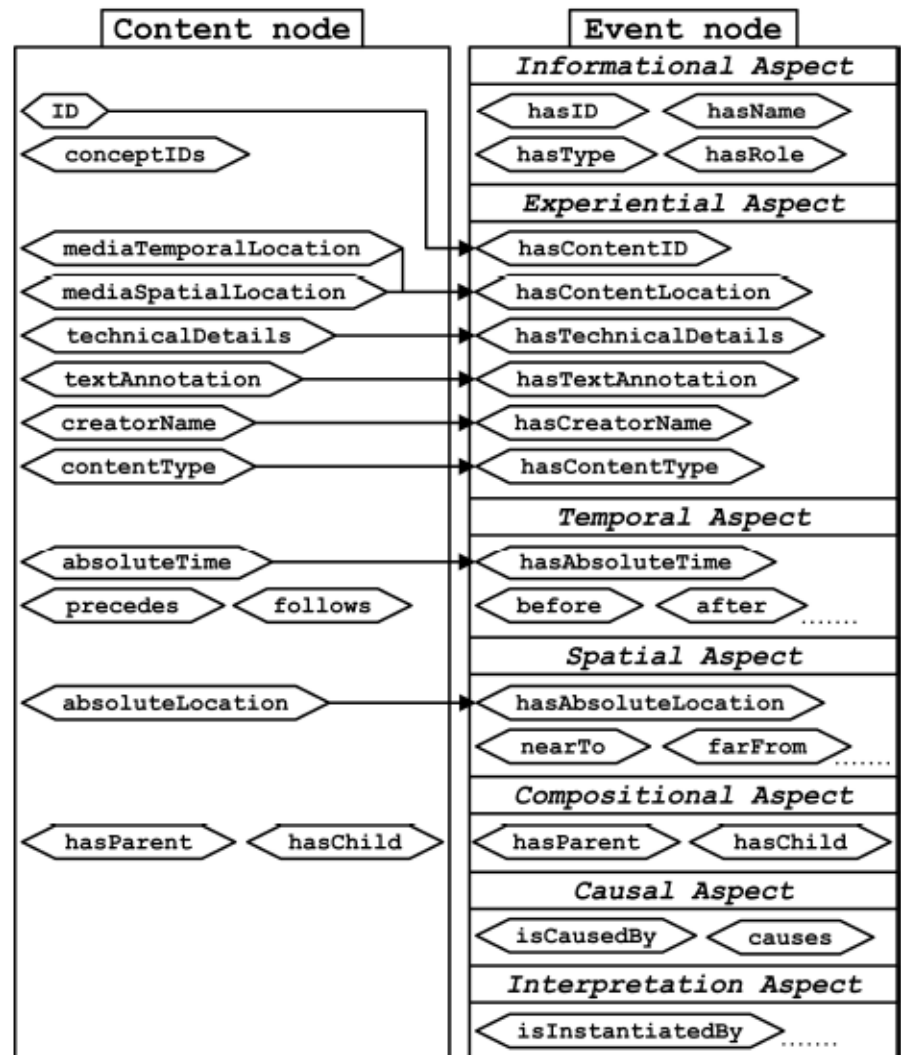 Content node
Event node
Informational Aspect
ID
hasID hasName
conceptIDs
hasType hasRole
Experiential Aspect
mediaTemporalLocation
hasContentID
mediaSpatialLocation
hasContentLocation
technicalDetails
hasTechnicalDetails
textAnnotation
hasTextAnnotation
creatorName
hasCreatorName
contentType
hasContentType
Temporal Aspect
absoluteTime
hasAbsoluteTime
precedes follows
before after .......
Spatial Aspect
absoluteLocation
hasAbsoluteLocation
nearTo farFrom .......
Compositional Aspect
hasParent hasChild
hasParent hasChild
Causal Aspect
isCausedBy causes
Interpretation Aspect
isInstantiatedBy .......